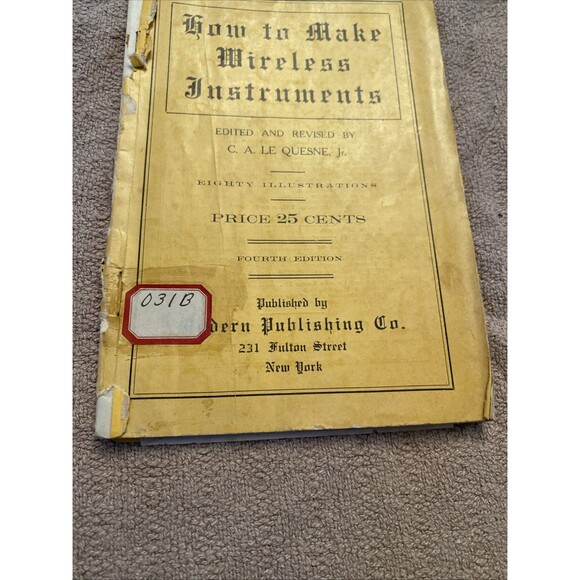 How to Make
Wireless
Instruments
EDITED AND REVISED BY
C. A. LE QUESNE, Jr.
EIGHTY ILLUSTRATIONS
PRICE 25 CENTS
FOURTH EDITION
031B
Published by
dern Publishing Co.
231 Fulton Street
New York